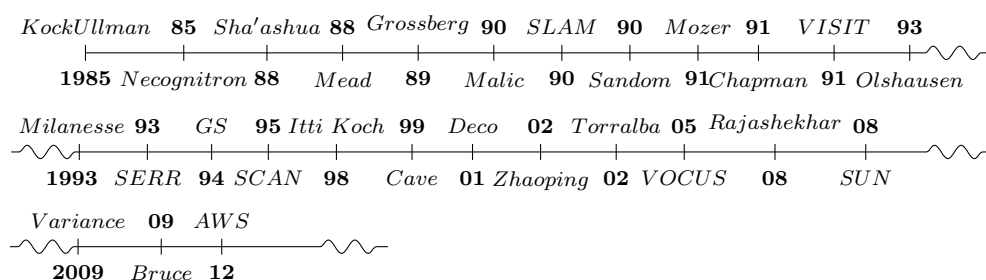 KockUllman 85 Sha'ashua 88 Grossberg 90 SLAM 90 Mozer 91 VISIT 93
1985 Necognitron 88 Mead 89 Malic 90 Sandom 91 Chapman 91 Olshausen
Milanesse 93 GS 95 Itti Koch 99 Deco 02 Torralba 05 Rajashekhar 08
1993 SERR 94 SCAN 98 Cave 01 Zhaoping 02 VOCUS 08 SUN
Variance 09 AWS
2009 Bruce 12